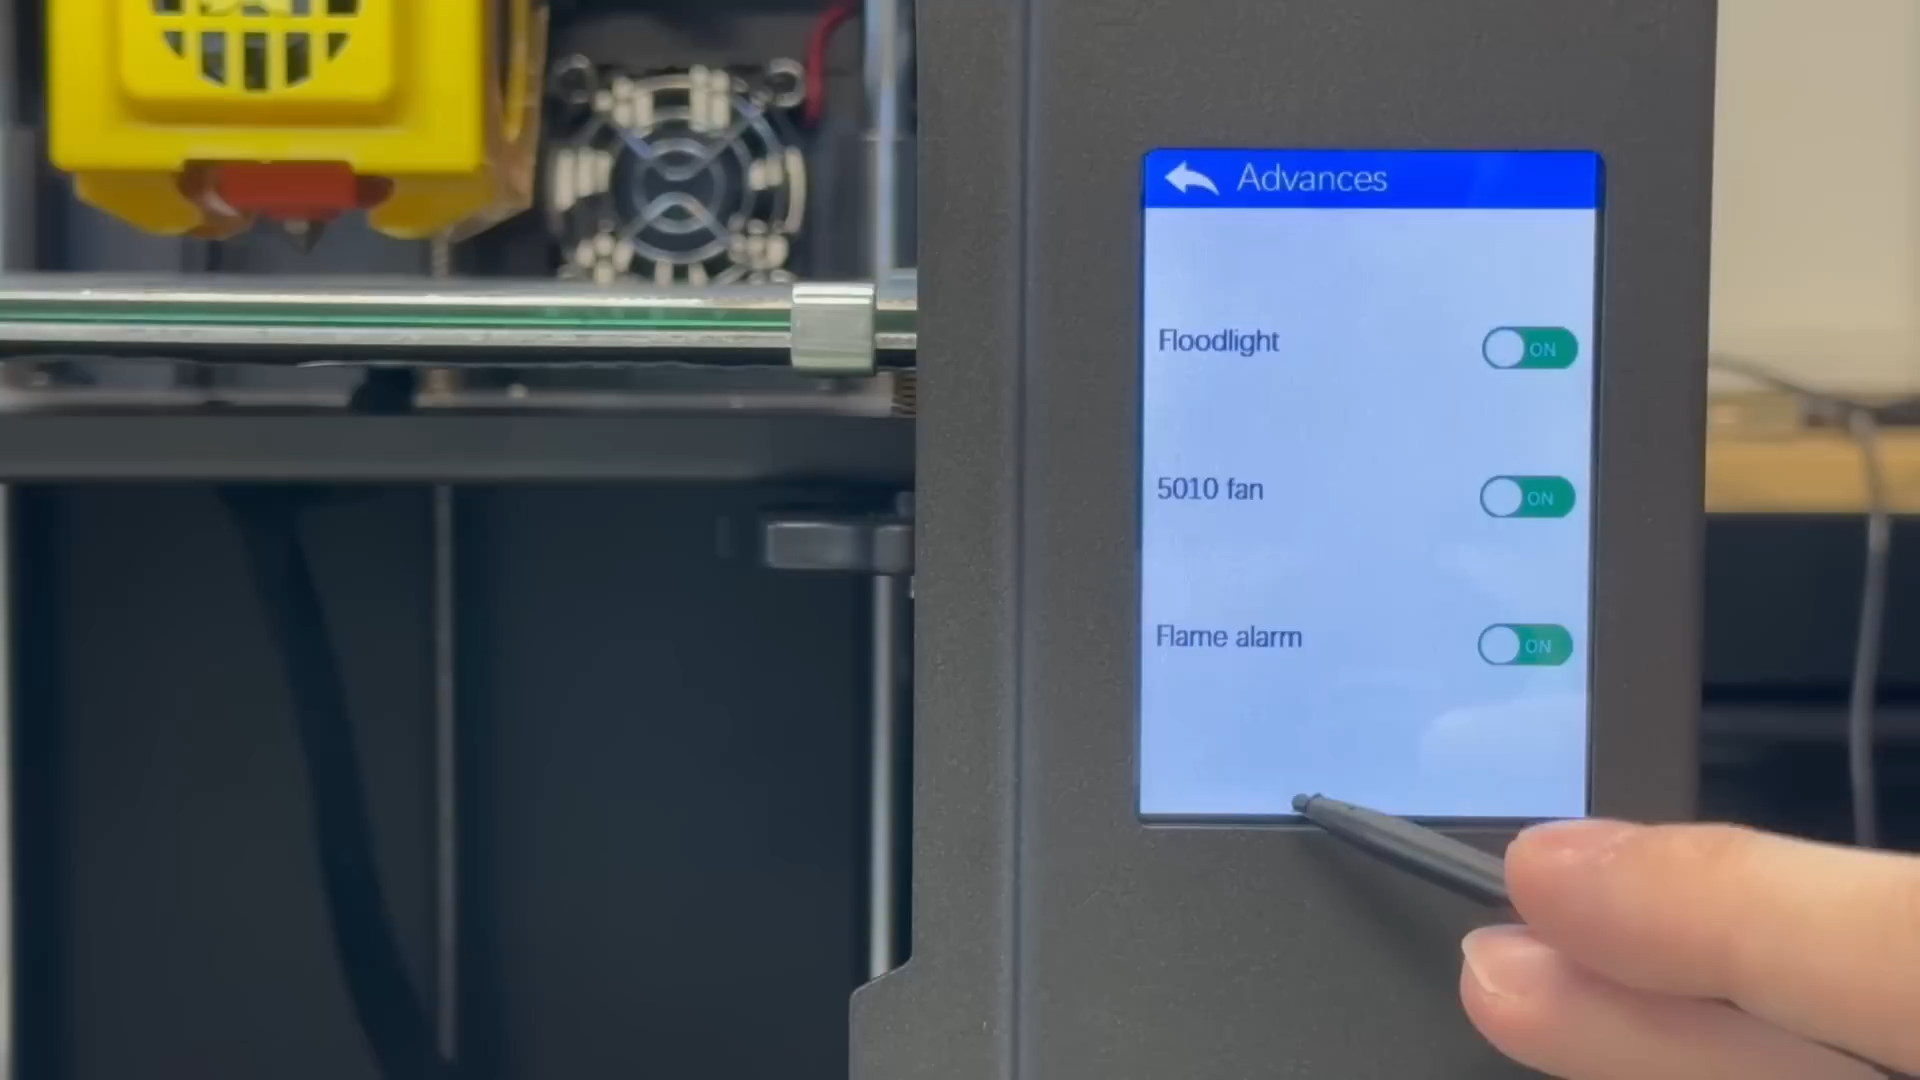 Advances
Floodlight
ON
5010 fan
ON
Flame alarm
ON